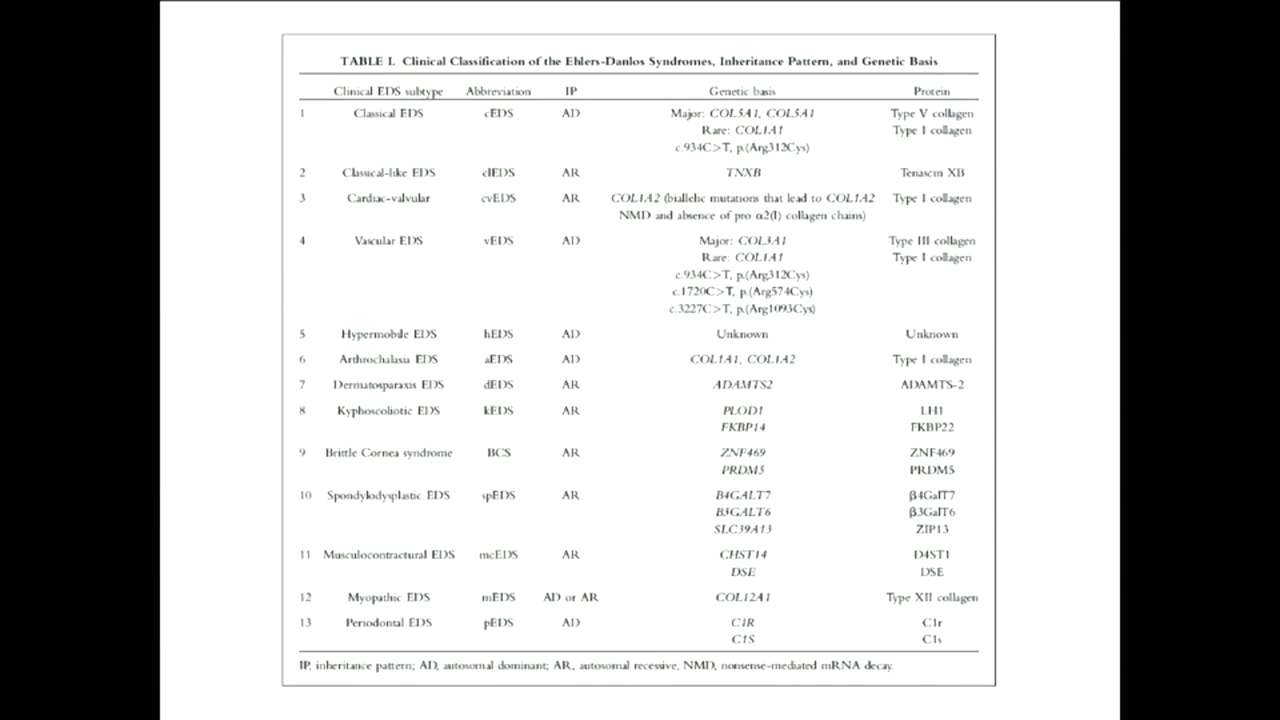 TABLE I. Clinical Classification of the Ehlers-Danlos Syndromes, Inheritance Pattern, and Genetic Basis
Clinical EDS subtype Abbreviation IP Genetic basis Protein
1 Classical EDS cEDS AD Major: COL5A1, COL5A1 Type V collagen
Rare: COL1A1 Type I collagen
c.934C>T, p.(Arg312Cys)
2 Classical-like EDS clEDS AR TNXB Tenascin XB
3 Cardiac-valvular cvEDS AR COL1A2 (biallelic mutations that lead to COL1A2 Type I collagen
NMD and absence of pro α2(I) collagen chains)
4 Vascular EDS vEDS AD Major: COL3A1 Type III collagen
Rare: COL1A1 Type I collagen
c.934C>T, p.(Arg312Cys)
c.1720C>T, p.(Arg574Cys)
c.3227C>T, p.(Arg1093Cys)
5 Hypermobile EDS hEDS AD Unknown Unknown
6 Arthrochalasia EDS aEDS AD COL1A1, COL1A2 Type I collagen
7 Dermatosparaxis EDS dEDS AR ADAMTS2 ADAMTS-2
8 Kyphoscoliotic EDS kEDS AR PLOD1 LH1
FKBP14 FKBP22
9 Brittle Cornea syndrome BCS AR ZNF469 ZNF469
PRDM5 PRDM5
10 Spondylodysplastic EDS spEDS AR B4GALT7 β4GalT7
B3GALT6 β3GalT6
SLC39A13 ZIP13
11 Musculocontractural EDS mcEDS AR CHST14 D4ST1
DSE DSE
12 Myopathic EDS mEDS AD or AR COL12A1 Type XII collagen
13 Periodontal EDS pEDS AD C1R C1r
C1S C1s
IP, inheritance pattern; AD, autosomal dominant; AR, autosomal recessive, NMD, nonsense-mediated mRNA decay.